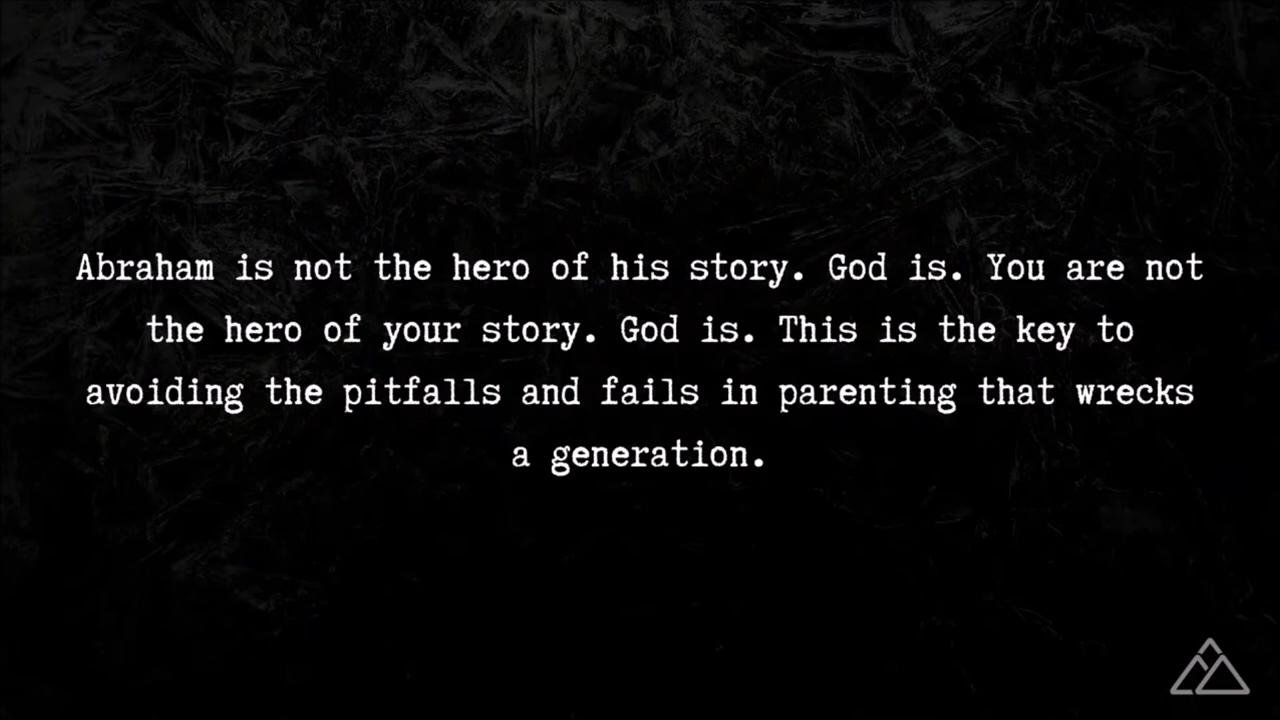 Abraham is not the hero of his story. God is. You are not
the hero of your story. God is. This is the key to
avoiding the pitfalls and fails in parenting that wrecks
a generation.